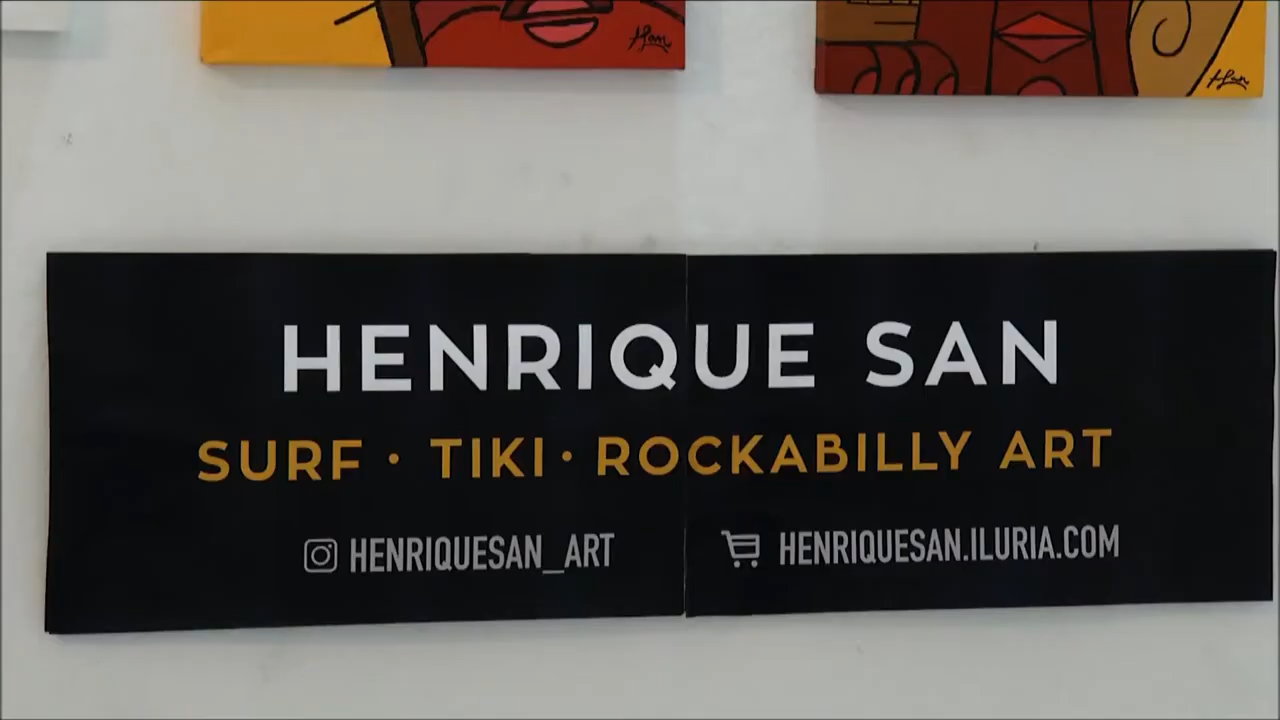 HENRIQUE SAN
SURF · TIKI · ROCKABILLY ART
HENRIQUESAN_ART
HENRIQUESAN.ILURIA.COM